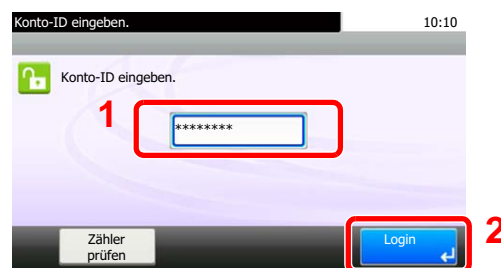 Konto-ID eingeben. 10:10
Konto-ID eingeben.
1
********
2
Zähler
prüfen
Login